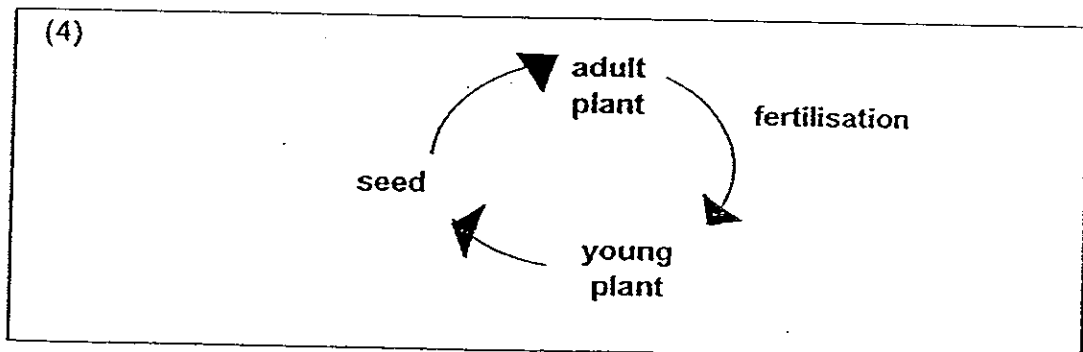 (4)
adult
plant
fertilisation
seed
young
plant